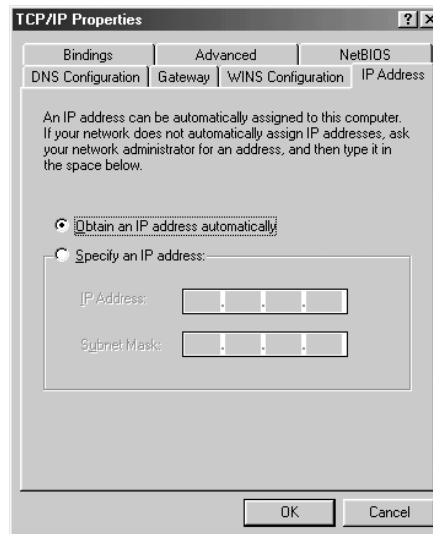 TCP/IP Properties
Bindings Advanced NetBIOS
DNS Configuration Gateway WINS Configuration IP Address
An IP address can be automatically assigned to this computer.
If your network does not automatically assign IP addresses, ask
your network administrator for an address, and then type it in
the space below.
Obtain an IP address automatically
Specify an IP address:
IP Address:
Subnet Mask:
OK Cancel